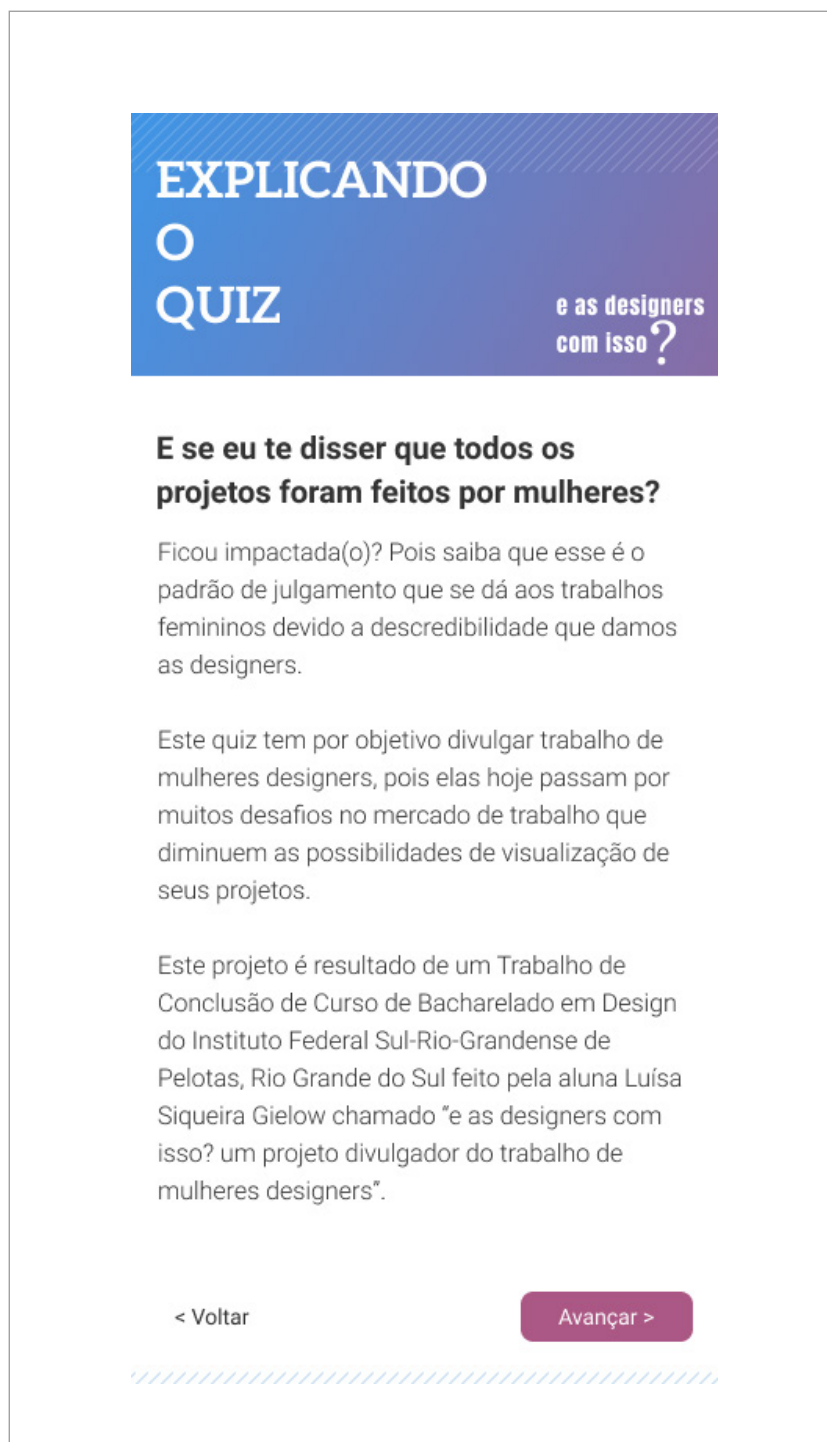 EXPLICANDO
O
QUIZ
e as designers
com isso?
E se eu te disser que todos os
projetos foram feitos por mulheres?
Ficou impactada(o)? Pois saiba que esse é o
padrão de julgamento que se dá aos trabalhos
femininos devido a descredibilidade que damos
as designers.
Este quiz tem por objetivo divulgar trabalho de
mulheres designers, pois elas hoje passam por
muitos desafios no mercado de trabalho que
diminuem as possibilidades de visualização de
seus projetos.
Este projeto é resultado de um Trabalho de
Conclusão de Curso de Bacharelado em Design
do Instituto Federal Sul-Rio-Grandense de
Pelotas, Rio Grande do Sul feito pela aluna Luísa
Siqueira Gielow chamado “e as designers com
isso? um projeto divulgador do trabalho de
mulheres designers”.
< Voltar
Avançar >